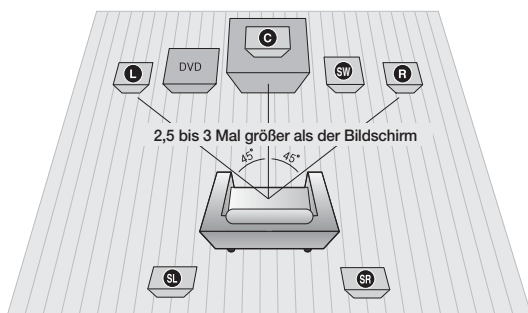 C
L
DVD
SW
R
2,5 bis 3 Mal größer als der Bildschirm
45°
45°
SL
SR